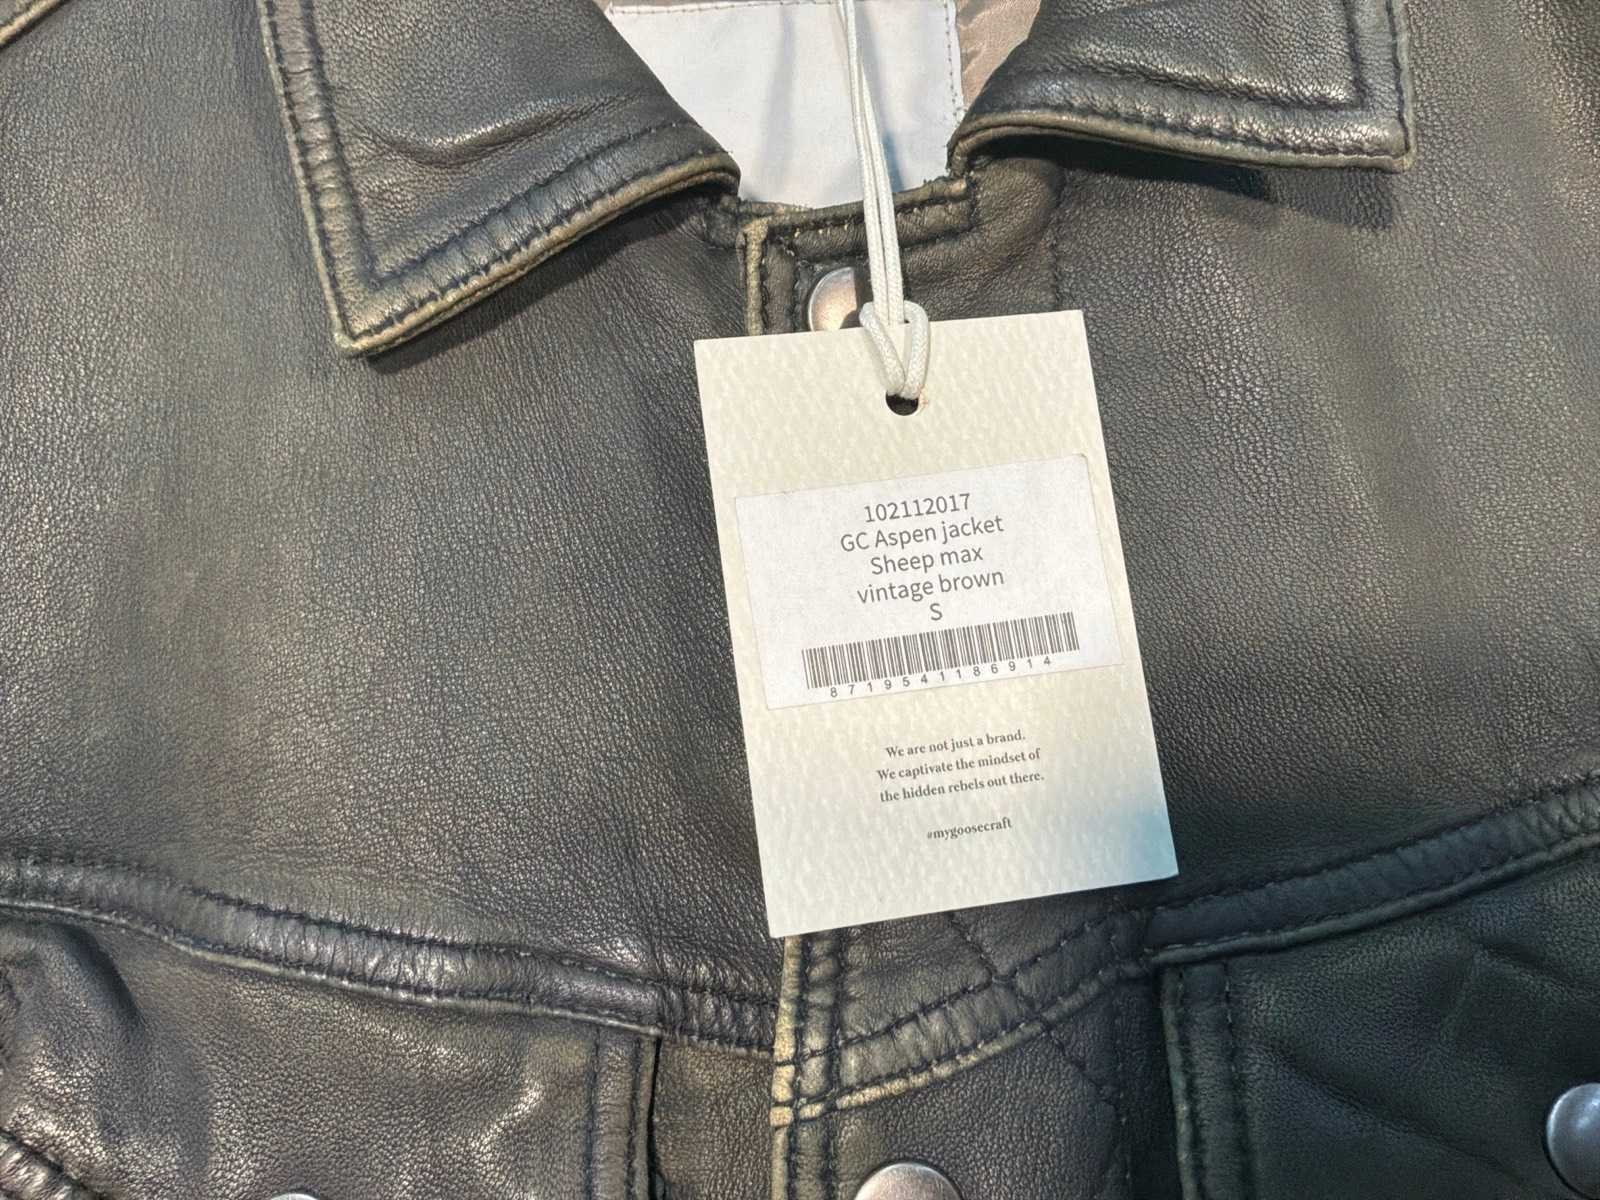 102112017
GC Aspen jacket
Sheep max
vintage brown
S
8719541186914
We are not just a brand.
We captivate the mindset of
the hidden rebels out there.
#mygoosecraft